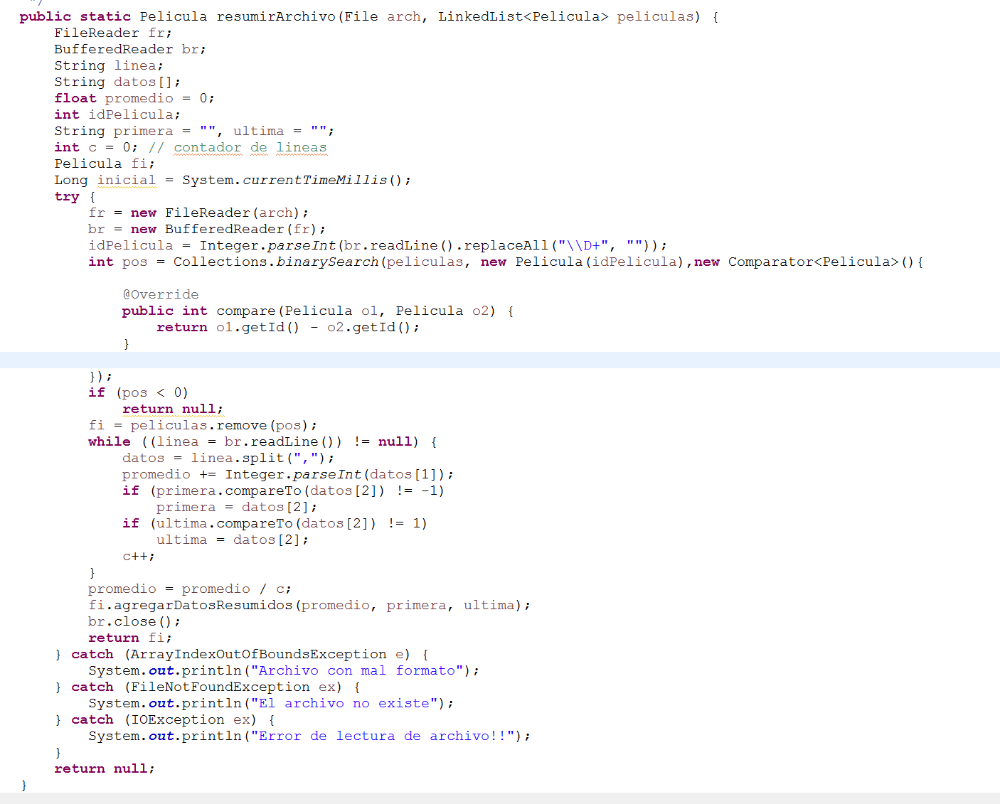 */
public static Pelicula resumirArchivo(File arch, LinkedList<Pelicula> peliculas) {
    FileReader fr;
    BufferedReader br;
    String linea;
    String datos[];
    float promedio = 0;
    int idPelicula;
    String primera = "", ultima = "";
    int c = 0; // contador de lineas
    Pelicula fi;
    Long inicial = System.currentTimeMillis();
    try {
        fr = new FileReader(arch);
        br = new BufferedReader(fr);
        idPelicula = Integer.parseInt(br.readLine().replaceAll("\\D+", ""));
        int pos = Collections.binarySearch(peliculas, new Pelicula(idPelicula),new Comparator<Pelicula>(){
            @Override
            public int compare(Pelicula o1, Pelicula o2) {
                return o1.getId() - o2.getId();
            }
        });
        if (pos < 0)
            return null;
        fi = peliculas.remove(pos);
        while ((linea = br.readLine()) != null) {
            datos = linea.split(",");
            promedio += Integer.parseInt(datos[1]);
            if (primera.compareTo(datos[2]) != -1)
                primera = datos[2];
            if (ultima.compareTo(datos[2]) != 1)
                ultima = datos[2];
            c++;
        }
        promedio = promedio / c;
        fi.agregarDatosResumidos(promedio, primera, ultima);
        br.close();
        return fi;
    } catch (ArrayIndexOutOfBoundsException e) {
        System.out.println("Archivo con mal formato");
    } catch (FileNotFoundException ex) {
        System.out.println("El archivo no existe");
    } catch (IOException ex) {
        System.out.println("Error de lectura de archivo!!");
    }
    return null;
}